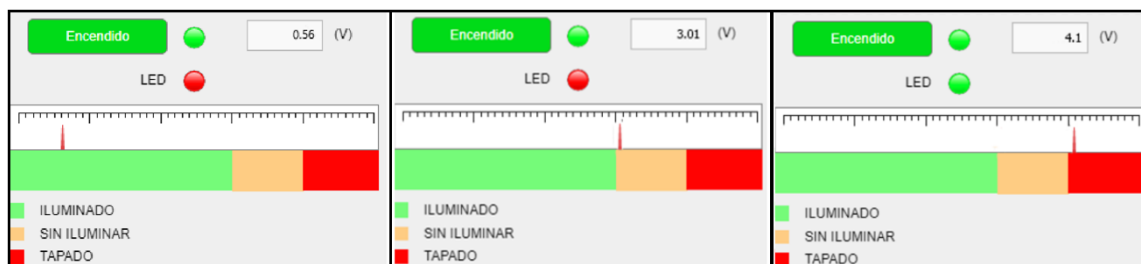 Encendido 0.56 (V)
LED
ILUMINADO
SIN ILUMINAR
TAPADO
Encendido 3.01 (V)
LED
ILUMINADO
SIN ILUMINAR
TAPADO
Encendido 4.1 (V)
LED
ILUMINADO
SIN ILUMINAR
TAPADO